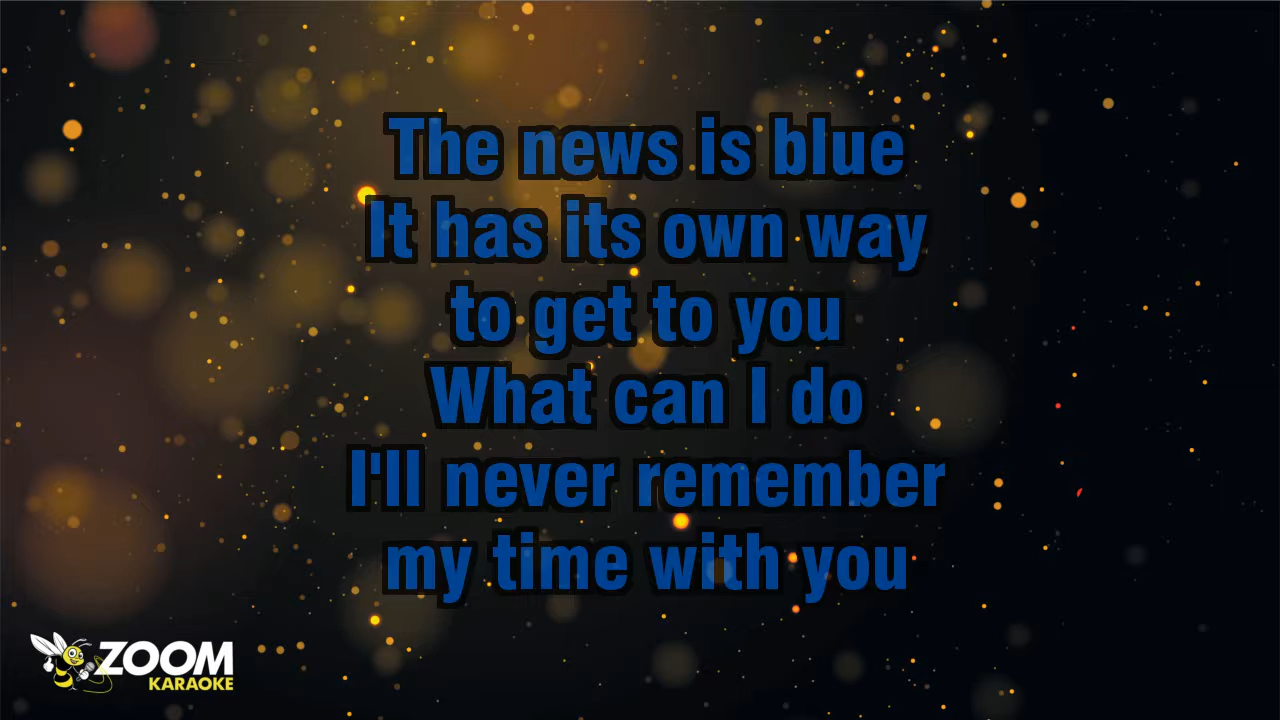 The news is blue
It has its own way
to get to you
What can I do
I'll never remember
my time with you
ZOOM
KARAOKE